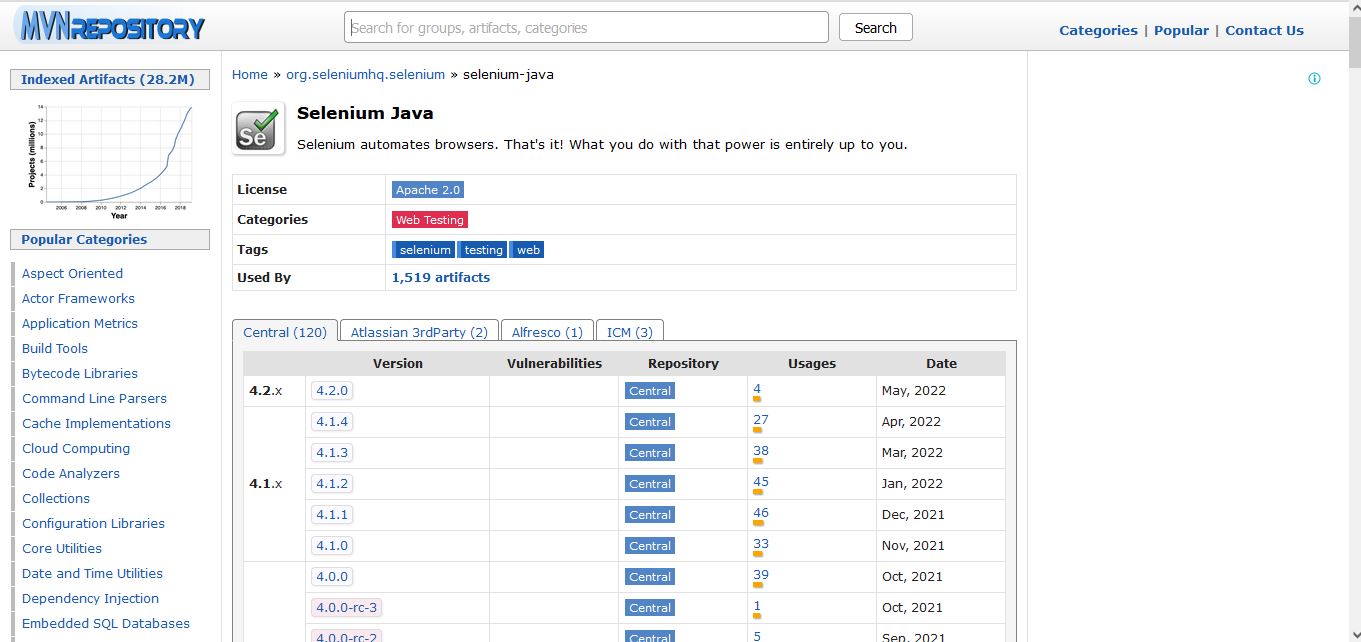 MVNREPOSITORY
Search for groups, artifacts, categories
Search
Categories | Popular | Contact Us
Indexed Artifacts (28.2M)
Projects (millions)
14
12
10
8
6
4
2
0
2006 2008 2010 2012 2014 2016 2018
Year
Popular Categories
Aspect Oriented
Actor Frameworks
Application Metrics
Build Tools
Bytecode Libraries
Command Line Parsers
Cache Implementations
Cloud Computing
Code Analyzers
Collections
Configuration Libraries
Core Utilities
Date and Time Utilities
Dependency Injection
Embedded SQL Databases
Home » org.seleniumhq.selenium » selenium-java
Se
Selenium Java
Selenium automates browsers. That's it! What you do with that power is entirely up to you.
License Apache 2.0
Categories Web Testing
Tags selenium testing web
Used By 1,519 artifacts
Central (120) Atlassian 3rdParty (2) Alfresco (1) ICM (3)
Version Vulnerabilities Repository Usages Date
4.2.x 4.2.0 Central 4 May, 2022
4.1.4 Central 27 Apr, 2022
4.1.3 Central 38 Mar, 2022
4.1.x 4.1.2 Central 45 Jan, 2022
4.1.1 Central 46 Dec, 2021
4.1.0 Central 33 Nov, 2021
4.0.0 Central 39 Oct, 2021
4.0.0-rc-3 Central 1 Oct, 2021
4.0.0-rc-2 Central 5 Sep, 2021